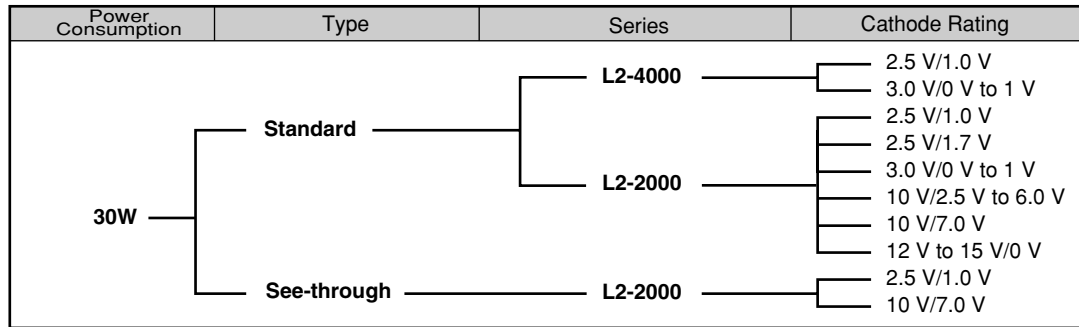 Power Consumption Type Series Cathode Rating
L2-4000
2.5 V/1.0 V
3.0 V/0 V to 1 V
Standard
L2-2000
2.5 V/1.0 V
2.5 V/1.7 V
3.0 V/0 V to 1 V
10 V/2.5 V to 6.0 V
10 V/7.0 V
12 V to 15 V/0 V
30W
See-through
L2-2000
2.5 V/1.0 V
10 V/7.0 V